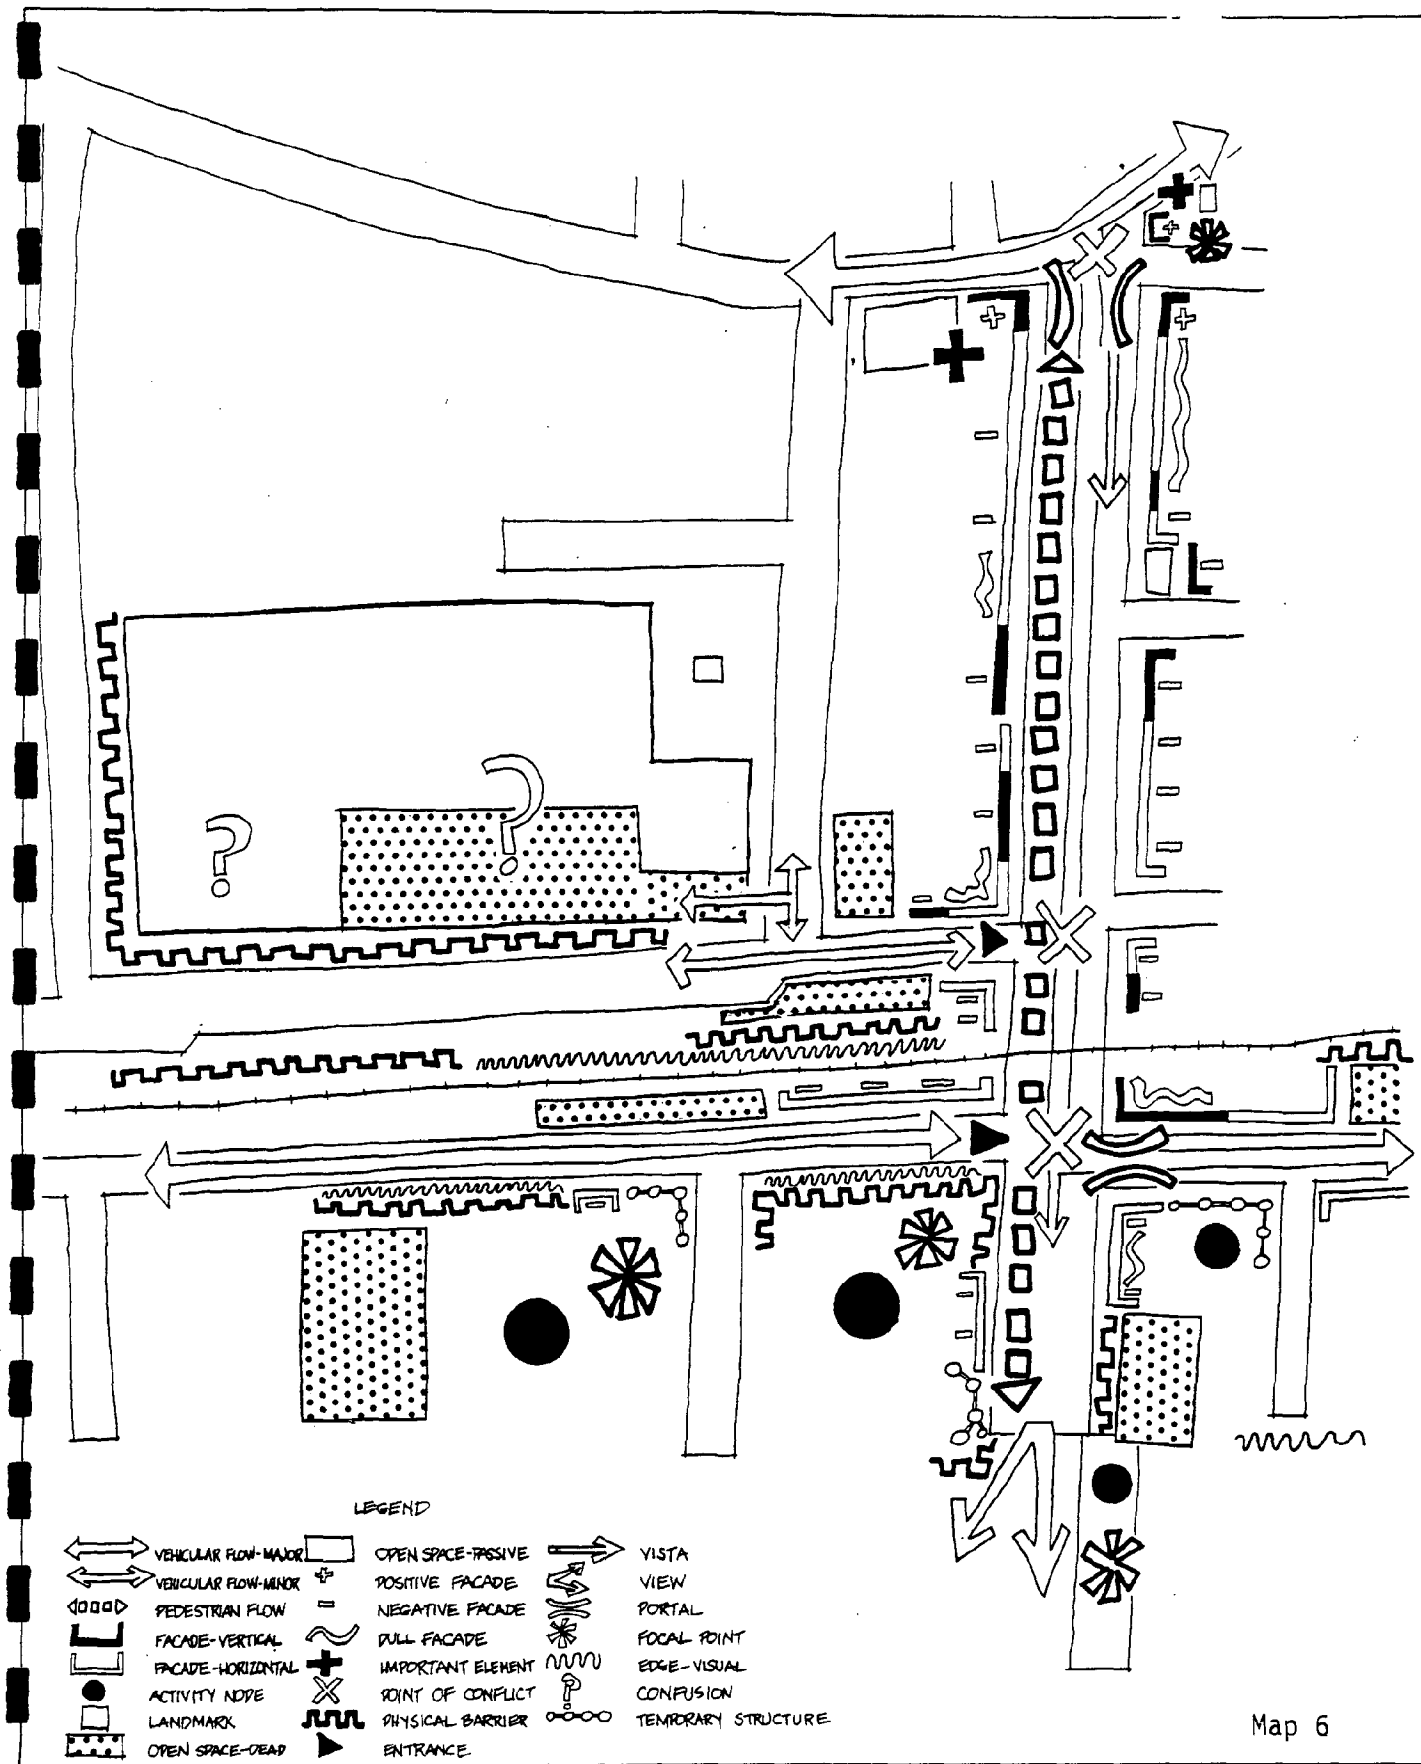 LEGEND
VEHICULAR FLOW-MAJOR OPEN SPACE-PASSIVE VISTA
VEHICULAR FLOW-MINOR POSITIVE FACADE VIEW
PEDESTRIAN FLOW NEGATIVE FACADE PORTAL
FACADE-VERTICAL DULL FACADE FOCAL POINT
FACADE-HORIZONTAL IMPORTANT ELEMENT EDGE-VISUAL
ACTIVITY NODE POINT OF CONFLICT CONFUSION
LANDMARK PHYSICAL BARRIER TEMPORARY STRUCTURE
OPEN SPACE-DEAD ENTRANCE
Map 6